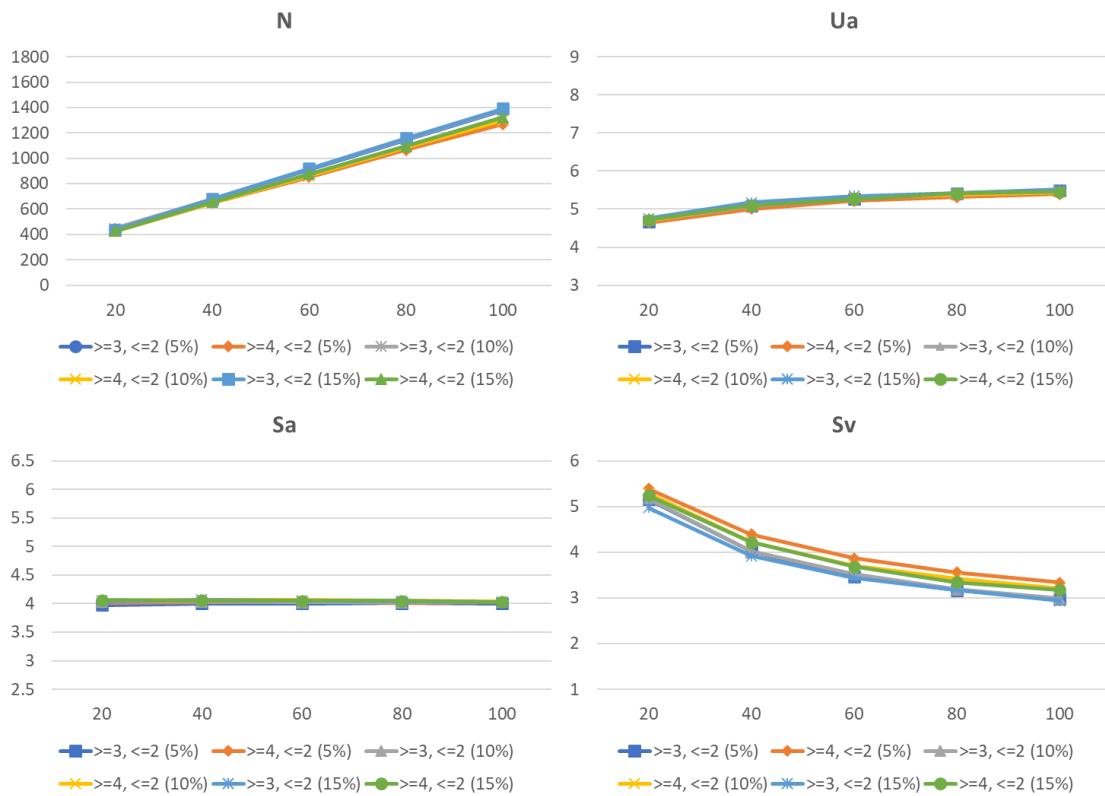 N
1800
1600
1400
1200
1000
800
600
400
200
0
20 40 60 80 100
>=3, <=2 (5%) >=4, <=2 (5%) >=3, <=2 (10%)
>=4, <=2 (10%) >=3, <=2 (15%) >=4, <=2 (15%)
Ua
9
8
7
6
5
4
3
20 40 60 80 100
>=3, <=2 (5%) >=4, <=2 (5%) >=3, <=2 (10%)
>=4, <=2 (10%) >=3, <=2 (15%) >=4, <=2 (15%)
Sa
6.5
6
5.5
5
4.5
4
3.5
3
2.5
20 40 60 80 100
>=3, <=2 (5%) >=4, <=2 (5%) >=3, <=2 (10%)
>=4, <=2 (10%) >=3, <=2 (15%) >=4, <=2 (15%)
Sv
6
5
4
3
2
1
20 40 60 80 100
>=3, <=2 (5%) >=4, <=2 (5%) >=3, <=2 (10%)
>=4, <=2 (10%) >=3, <=2 (15%) >=4, <=2 (15%)